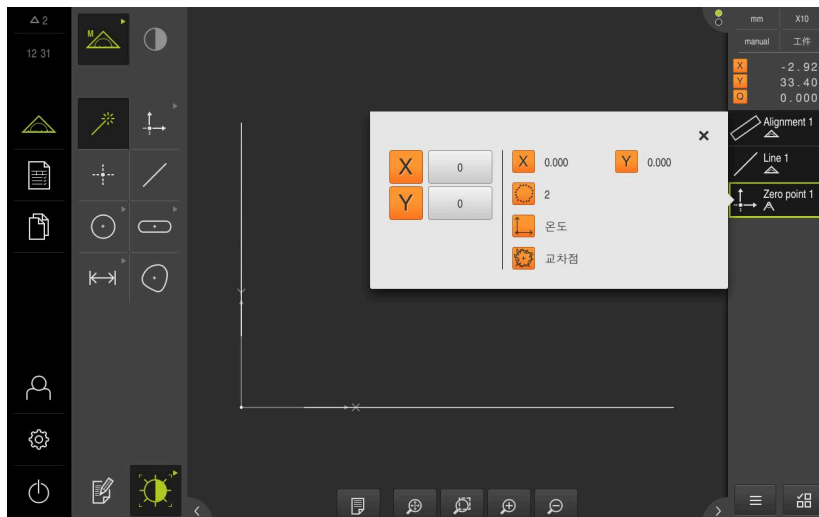 2
12 31
M
mm X10
manual 工件
X -2.92
Y 33.40
Q 0.000
Alignment 1
Line 1
Zero point 1
X 0 X 0.000 Y 0.000
Y 0 2
온도
교차점
Y
X